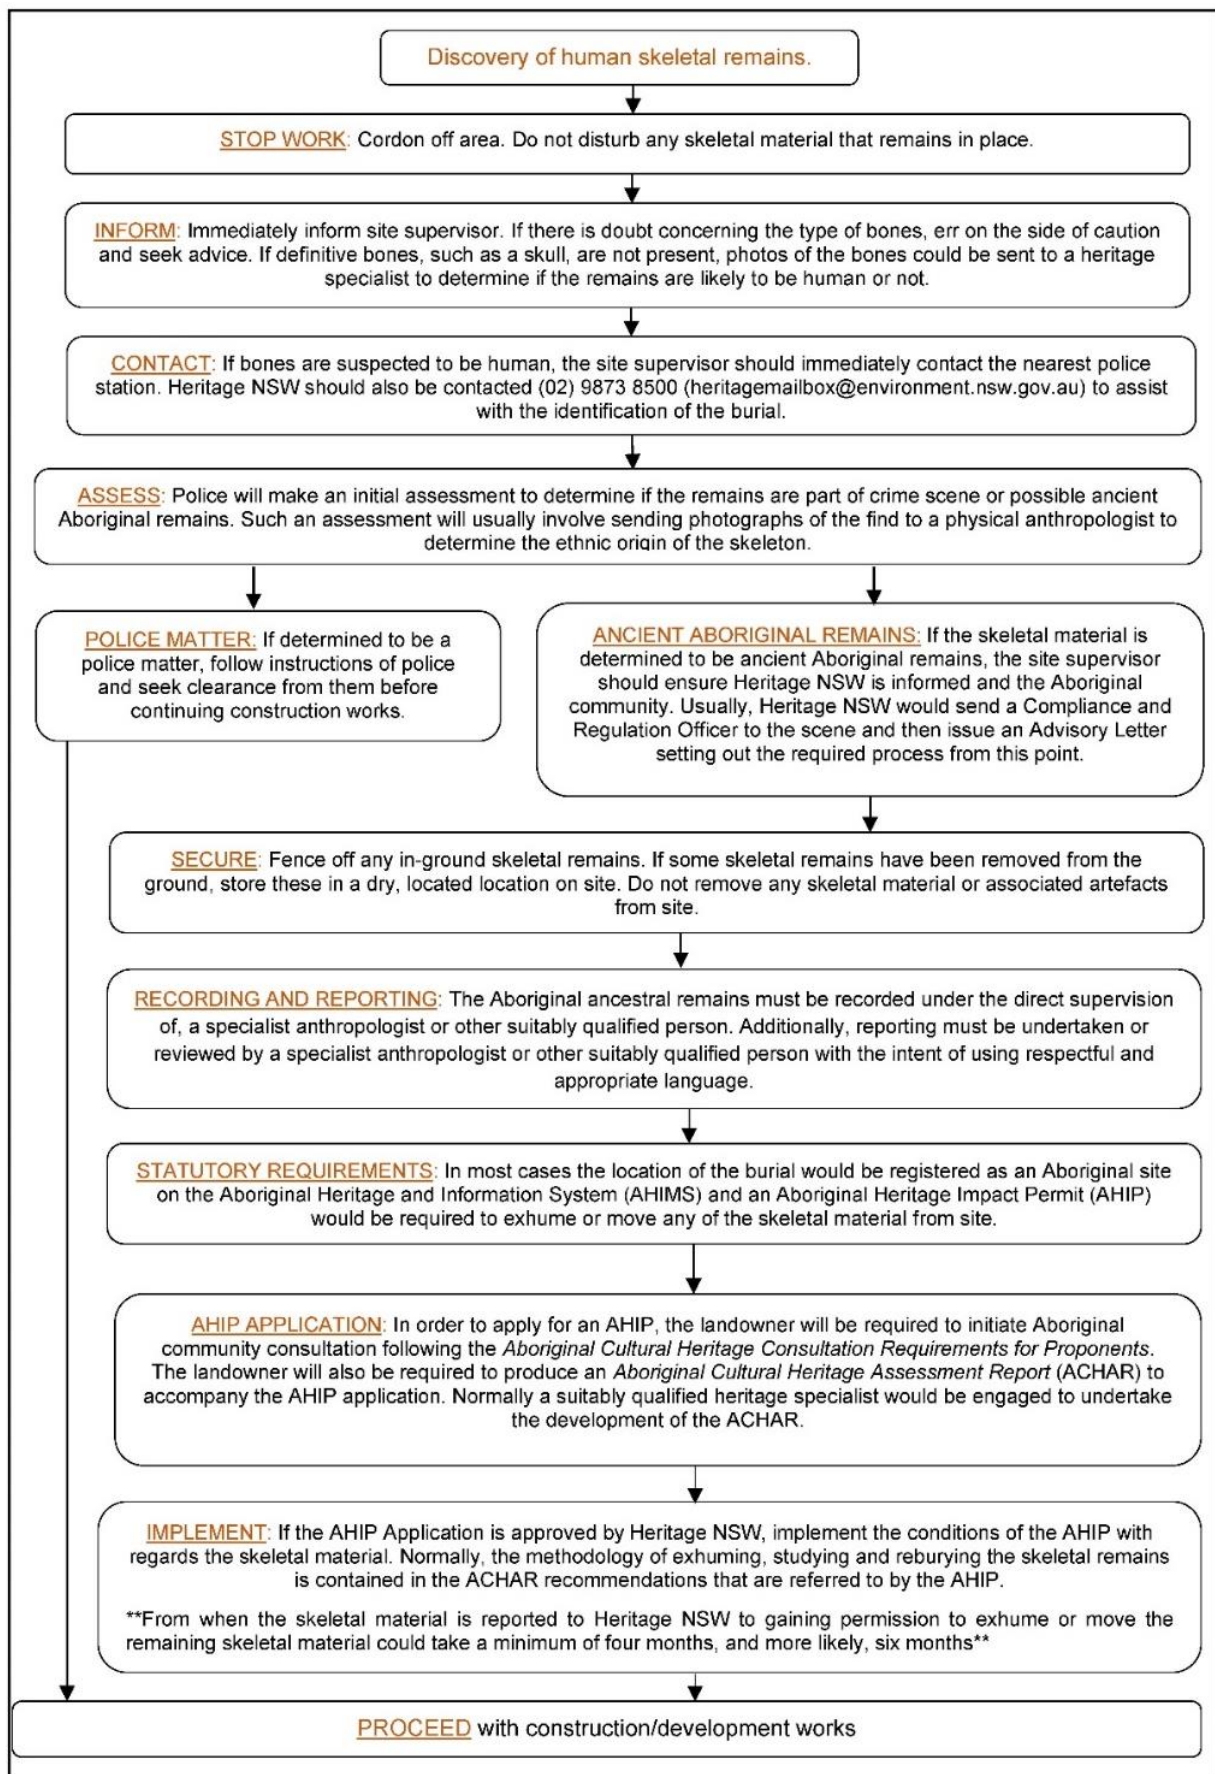 Discovery of human skeletal remains.
STOP WORK: Cordon off area. Do not disturb any skeletal material that remains in place.
INFORM: Immediately inform site supervisor. If there is doubt concerning the type of bones, err on the side of caution
and seek advice. If definitive bones, such as a skull, are not present, photos of the bones could be sent to a heritage
specialist to determine if the remains are likely to be human or not.
CONTACT: If bones are suspected to be human, the site supervisor should immediately contact the nearest police
station. Heritage NSW should also be contacted (02) 9873 8500 (heritagemailbox@environment.nsw.gov.au) to assist
with the identification of the burial.
ASSESS: Police will make an initial assessment to determine if the remains are part of crime scene or possible ancient
Aboriginal remains. Such an assessment will usually involve sending photographs of the find to a physical anthropologist to
determine the ethnic origin of the skeleton.
POLICE MATTER: If determined to be a
police matter, follow instructions of police
and seek clearance from them before
continuing construction works.
ANCIENT ABORIGINAL REMAINS: If the skeletal material is
determined to be ancient Aboriginal remains, the site supervisor
should ensure Heritage NSW is informed and the Aboriginal
community. Usually, Heritage NSW would send a Compliance and
Regulation Officer to the scene and then issue an Advisory Letter
setting out the required process from this point.
SECURE: Fence off any in-ground skeletal remains. If some skeletal remains have been removed from the
ground, store these in a dry, located location on site. Do not remove any skeletal material or associated artefacts
from site.
RECORDING AND REPORTING: The Aboriginal ancestral remains must be recorded under the direct supervision
of, a specialist anthropologist or other suitably qualified person. Additionally, reporting must be undertaken or
reviewed by a specialist anthropologist or other suitably qualified person with the intent of using respectful and
appropriate language.
STATUTORY REQUIREMENTS: In most cases the location of the burial would be registered as an Aboriginal site
on the Aboriginal Heritage and Information System (AHIMS) and an Aboriginal Heritage Impact Permit (AHIP)
would be required to exhume or move any of the skeletal material from site.
AHIP APPLICATION: In order to apply for an AHIP, the landowner will be required to initiate Aboriginal
community consultation following the Aboriginal Cultural Heritage Consultation Requirements for Proponents.
The landowner will also be required to produce an Aboriginal Cultural Heritage Assessment Report (ACHAR) to
accompany the AHIP application. Normally a suitably qualified heritage specialist would be engaged to undertake
the development of the ACHAR.
IMPLEMENT: If the AHIP Application is approved by Heritage NSW, implement the conditions of the AHIP with
regards the skeletal material. Normally, the methodology of exhuming, studying and reburying the skeletal remains
is contained in the ACHAR recommendations that are referred to by the AHIP.
**From when the skeletal material is reported to Heritage NSW to gaining permission to exhume or move the
remaining skeletal material could take a minimum of four months, and more likely, six months**
PROCEED with construction/development works